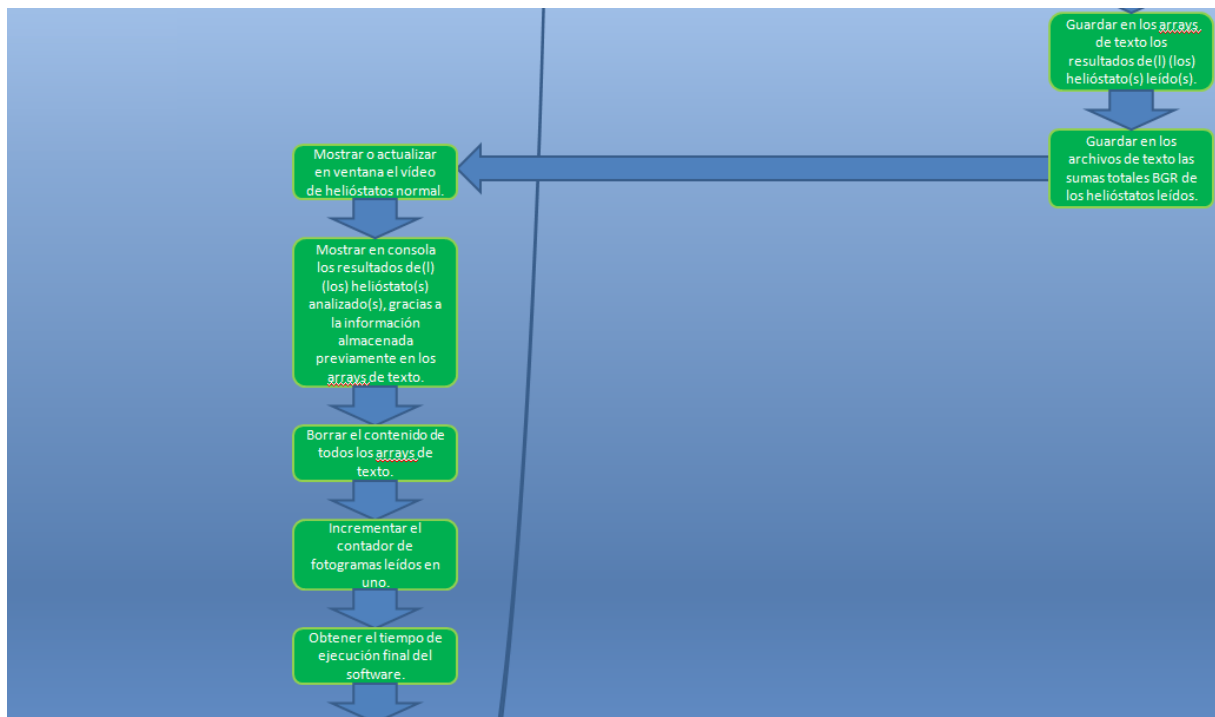 Guardar en los arrays
de texto los
resultados de(l) (los)
helióstato(s) leído(s).
Guardar en los
archivos de texto las
sumas totales BGR de
los helióstatos leídos.
Mostrar o actualizar
en ventana el vídeo
de helióstatos normal.
Mostrar en consola
los resultados de(l)
(los) helióstato(s)
analizado(s), gracias a
la información
almacenada
previamente en los
arrays de texto.
Borrar el contenido de
todos los arrays de
texto.
Incrementar el
contador de
fotogramas leídos en
uno.
Obtener el tiempo de
ejecución final del
software.